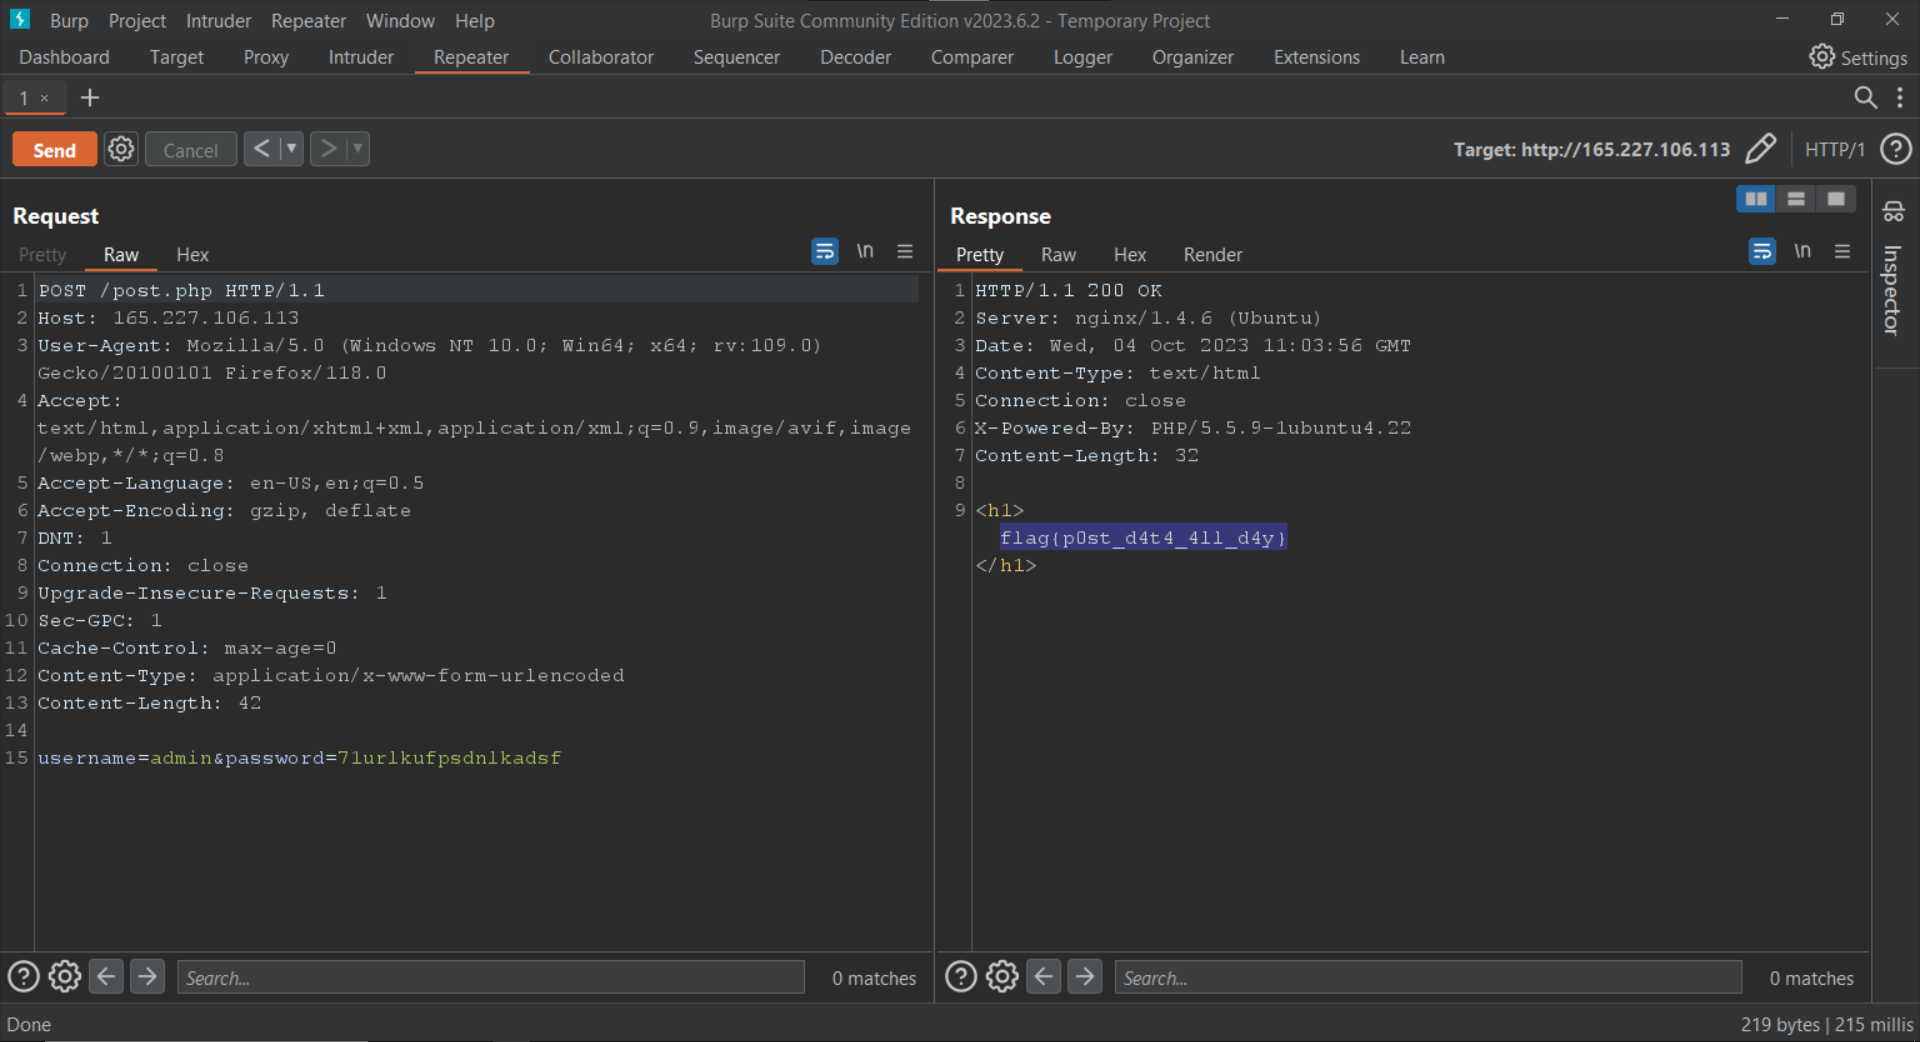 Burp Project Intruder Repeater Window Help
Burp Suite Community Edition v2023.6.2 - Temporary Project
Dashboard Target Proxy Intruder Repeater Collaborator Sequencer Decoder Comparer Logger Organizer Extensions Learn
Settings
1 × +
Send Cancel < ▼ > ▼
Target: http://165.227.106.113
HTTP/1 ?
Request
Pretty Raw Hex
\n
1 POST /post.php HTTP/1.1
2 Host: 165.227.106.113
3 User-Agent: Mozilla/5.0 (Windows NT 10.0; Win64; x64; rv:109.0)
Gecko/20100101 Firefox/118.0
4 Accept:
text/html,application/xhtml+xml,application/xml;q=0.9,image/avif,image
/webp,*/*;q=0.8
5 Accept-Language: en-US,en;q=0.5
6 Accept-Encoding: gzip, deflate
7 DNT: 1
8 Connection: close
9 Upgrade-Insecure-Requests: 1
10 Sec-GPC: 1
11 Cache-Control: max-age=0
12 Content-Type: application/x-www-form-urlencoded
13 Content-Length: 42
14
15 username=admin&password=71urlkufpsdnlkadsf
? Search... 0 matches
Response
Pretty Raw Hex Render
\n
1 HTTP/1.1 200 OK
2 Server: nginx/1.4.6 (Ubuntu)
3 Date: Wed, 04 Oct 2023 11:03:56 GMT
4 Content-Type: text/html
5 Connection: close
6 X-Powered-By: PHP/5.5.9-1ubuntu4.22
7 Content-Length: 32
8
9 <h1>
flag{p0st_d4t4_4ll_d4y}
</h1>
? Search... 0 matches
Inspector
Done
219 bytes | 215 millis